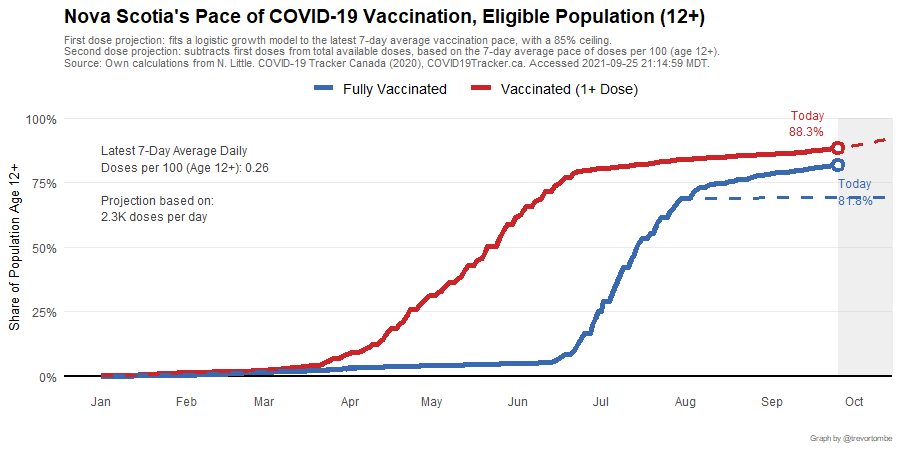 Nova Scotia's Pace of COVID-19 Vaccination, Eligible Population (12+)
First dose projection: fits a logistic growth model to the latest 7-day average vaccination pace, with a 85% ceiling.
Second dose projection: subtracts first doses from total available doses, based on the 7-day average pace of doses per 100 (age 12+).
Source: Own calculations from N. Little. COVID-19 Tracker Canada (2020), COVID19Tracker.ca. Accessed 2021-09-25 21:14:59 MDT.
Fully Vaccinated
Vaccinated (1+ Dose)
Share of Population Age 12+
100%
75%
50%
25%
0%
Latest 7-Day Average Daily
Doses per 100 (Age 12+): 0.26
Projection based on:
2.3K doses per day
Today
88.3%
Today
81.8%
Jan Feb Mar Apr May Jun Jul Aug Sep Oct
Graph by @trevortombe